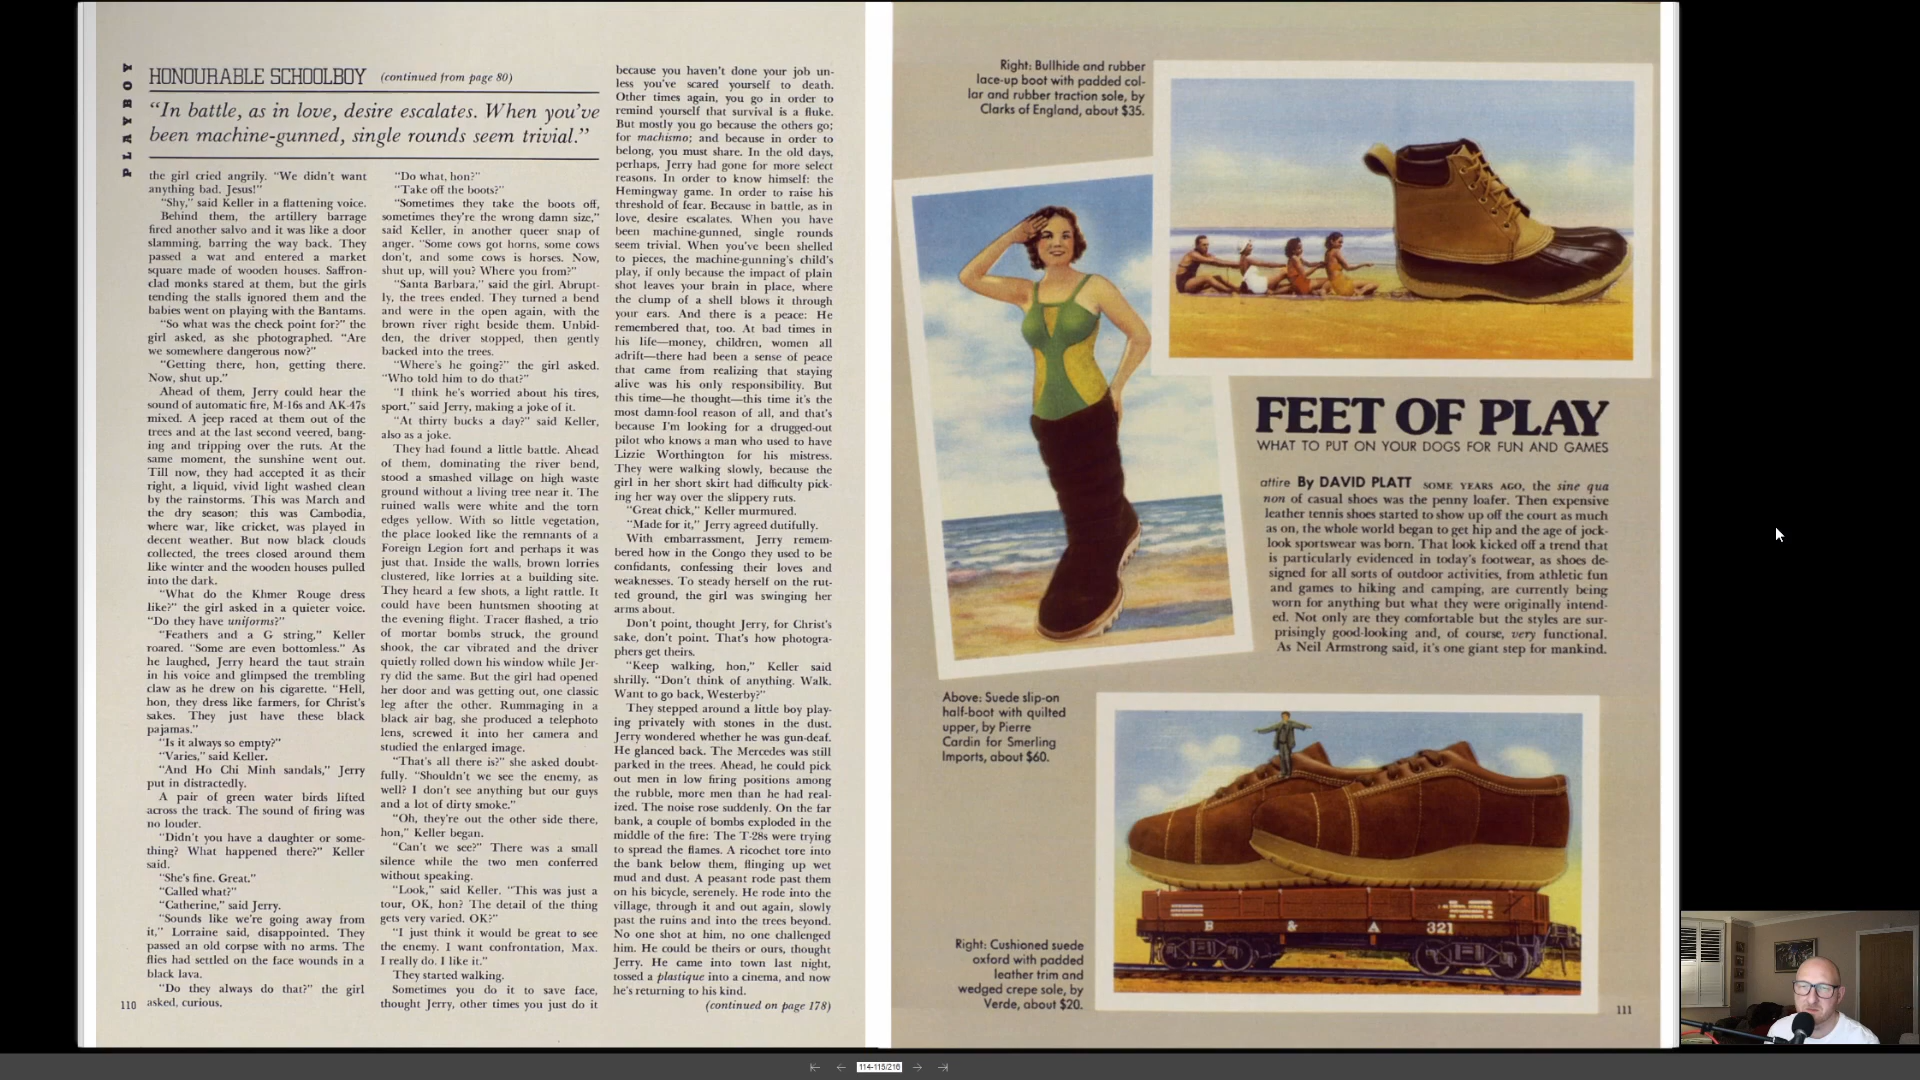 PLAYBOY
HONOURABLE SCHOOLBOY (continued from page 80)
“In battle, as in love, desire escalates. When you’ve
been machine-gunned, single rounds seem trivial.”
the girl cried angrily. “We didn’t want
anything bad. Jesus!”
“Shy,” said Keller in a flattening voice.
Behind them, the artillery barrage
fired another salvo and it was like a door
slamming, barring the way back. They
passed a wat and entered a market
square made of wooden houses. Saffron-
clad monks stared at them, but the girls
tending the stalls ignored them and the
babies went on playing with the Bantams.
“So what was the check point for?” the
girl asked, as she photographed. “Are
we somewhere dangerous now?”
“Getting there, hon, getting there.
Now, shut up.”
Ahead of them, Jerry could hear the
sound of automatic fire, M-16s and AK-47s
mixed. A jeep raced at them out of the
trees and at the last second veered, bang-
ing and tripping over the ruts. At the
same moment, the sunshine went out.
Till now, they had accepted it as their
right, a liquid, vivid light washed clean
by the rainstorms. This was March and
the dry season; this was Cambodia,
where war, like cricket, was played in
decent weather. But now black clouds
collected, the trees closed around them
like winter and the wooden houses pulled
into the dark.
“What do the Khmer Rouge dress
like?” the girl asked in a quieter voice.
“Do they have uniforms?”
“Feathers and a G string,” Keller
roared. “Some are even bottomless.” As
he laughed, Jerry heard the taut strain
in his voice and glimpsed the trembling
claw as he drew on his cigarette. “Hell,
hon, they dress like farmers, for Christ’s
sakes. They just have these black
pajamas.”
“Is it always so empty?”
“Varies,” said Keller.
“And Ho Chi Minh sandals,” Jerry
put in distractedly.
A pair of green water birds lifted
across the track. The sound of firing was
no louder.
“Didn’t you have a daughter or some-
thing? What happened there?” Keller
said.
“She’s fine. Great.”
“Called what?”
“Catherine,” said Jerry.
“Sounds like we’re going away from
it,” Lorraine said, disappointed. They
passed an old corpse with no arms. The
flies had settled on the face wounds in a
black lava.
“Do they always do that?” the girl
asked, curious.
110
“Do what, hon?”
“Take off the boots?”
“Sometimes they take the boots off,
sometimes they’re the wrong damn size,”
said Keller, in another queer snap of
anger. “Some cows got horns, some cows
don’t, and some cows is horses. Now,
shut up, will you? Where you from?”
“Santa Barbara,” said the girl. Abrupt-
ly, the trees ended. They turned a bend
and were in the open again, with the
brown river right beside them. Unbid-
den, the driver stopped, then gently
backed into the trees.
“Where’s he going?” the girl asked.
“Who told him to do that?”
“I think he’s worried about his tires,
sport,” said Jerry, making a joke of it.
“At thirty bucks a day?” said Keller,
also as a joke.
They had found a little battle. Ahead
of them, dominating the river bend,
stood a smashed village on high waste
ground without a living tree near it. The
ruined walls were white and the torn
edges yellow. With so little vegetation,
the place looked like the remnants of a
Foreign Legion fort and perhaps it was
just that. Inside the walls, brown lorries
clustered, like lorries at a building site.
They heard a few shots, a light rattle. It
could have been huntsmen shooting at
the evening flight. Tracer flashed, a trio
of mortar bombs struck, the ground
shook, the car vibrated and the driver
quietly rolled down his window while Jer-
ry did the same. But the girl had opened
her door and was getting out, one classic
leg after the other. Rummaging in a
black air bag, she produced a telephoto
lens, screwed it into her camera and
studied the enlarged image.
“That’s all there is?” she asked doubt-
fully. “Shouldn’t we see the enemy, as
well? I don’t see anything but our guys
and a lot of dirty smoke.”
“Oh, they’re out the other side there,
hon,” Keller began.
“Can’t we see?” There was a small
silence while the two men conferred
without speaking.
“Look,” said Keller. “This was just a
tour, OK, hon? The detail of the thing
gets very varied. OK?”
“I just think it would be great to see
the enemy. I want confrontation, Max.
I really do. I like it.”
They started walking.
Sometimes you do it to save face,
thought Jerry, other times you just do it
because you haven’t done your job un-
less you’ve scared yourself to death.
Other times again, you go in order to
remind yourself that survival is a fluke.
But mostly you go because the others go;
for machismo; and because in order to
belong, you must share. In the old days,
perhaps, Jerry had gone for more select
reasons. In order to know himself: the
Hemingway game. In order to raise his
threshold of fear. Because in battle, as in
love, desire escalates. When you have
been machine-gunned, single rounds
seem trivial. When you’ve been shelled
to pieces, the machine-gunning’s child’s
play, if only because the impact of plain
shot leaves your brain in place, where
the clump of a shell blows it through
your ears. And there is a peace: He
remembered that, too. At bad times in
his life—money, children, women all
adrift—there had been a sense of peace
that came from realizing that staying
alive was his only responsibility. But
this time—he thought—this time it’s the
most damn-fool reason of all, and that’s
because I’m looking for a drugged-out
pilot who knows a man who used to have
Lizzie Worthington for his mistress.
They were walking slowly, because the
girl in her short skirt had difficulty pick-
ing her way over the slippery ruts.
“Great chick,” Keller murmured.
“Made for it,” Jerry agreed dutifully.
With embarrassment, Jerry remem-
bered how in the Congo they used to be
confidants, confessing their loves and
weaknesses. To steady herself on the rut-
ted ground, the girl was swinging her
arms about.
Don’t point, thought Jerry, for Christ’s
sake, don’t point. That’s how photogra-
phers get theirs.
“Keep walking, hon,” Keller said
shrilly. “Don’t think of anything. Walk.
Want to go back, Westerby?”
They stepped around a little boy play-
ing privately with stones in the dust.
Jerry wondered whether he was gun-deaf.
He glanced back. The Mercedes was still
parked in the trees. Ahead, he could pick
out men in low firing positions among
the rubble, more men than he had real-
ized. The noise rose suddenly. On the far
bank, a couple of bombs exploded in the
middle of the fire: The T-28s were trying
to spread the flames. A ricochet tore into
the bank below them, flinging up wet
mud and dust. A peasant rode past them
on his bicycle, serenely. He rode into the
village, through it and out again, slowly
past the ruins and into the trees beyond.
No one shot at him, no one challenged
him. He could be theirs or ours, thought
Jerry. He came into town last night,
tossed a plastique into a cinema, and now
he’s returning to his kind.
(continued on page 178)
Right: Bullhide and rubber
lace-up boot with padded col-
lar and rubber traction sole, by
Clarks of England, about $35.
FEET OF PLAY
WHAT TO PUT ON YOUR DOGS FOR FUN AND GAMES
attire By DAVID PLATT SOME YEARS AGO, the sine qua
non of casual shoes was the penny loafer. Then expensive
leather tennis shoes started to show up off the court as much
as on, the whole world began to get hip and the age of jock-
look sportswear was born. That look kicked off a trend that
is particularly evidenced in today’s footwear, as shoes de-
signed for all sorts of outdoor activities, from athletic fun
and games to hiking and camping, are currently being
worn for anything but what they were originally intend-
ed. Not only are they comfortable but the styles are sur-
prisingly good-looking and, of course, very functional.
As Neil Armstrong said, it’s one giant step for mankind.
Above: Suede slip-on
half-boot with quilted
upper, by Pierre
Cardin for Smerling
Imports, about $60.
B & A 321
Right: Cushioned suede
oxford with padded
leather trim and
wedged crepe sole, by
Verde, about $20.
111
114-115/216